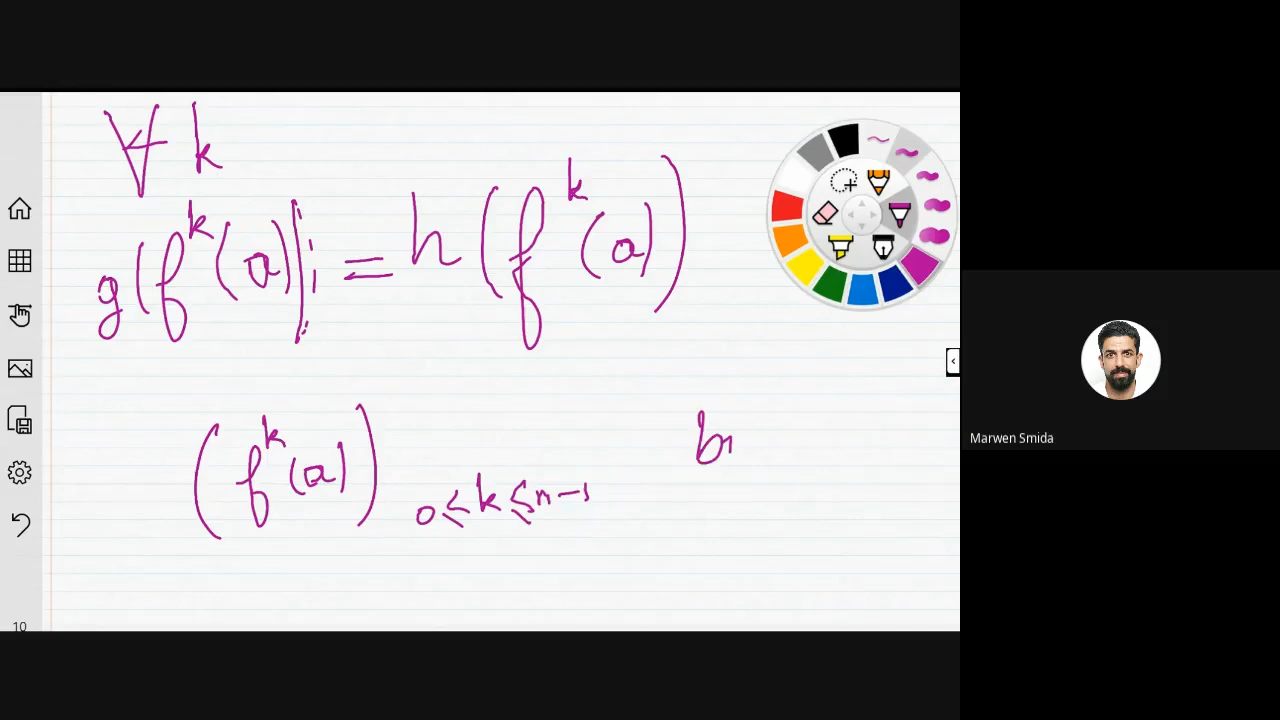 ∀ k
g(f^k(a)) = h(f^k(a))
(f^k(a)) 0≤k≤n-1
10
Marwen Smida